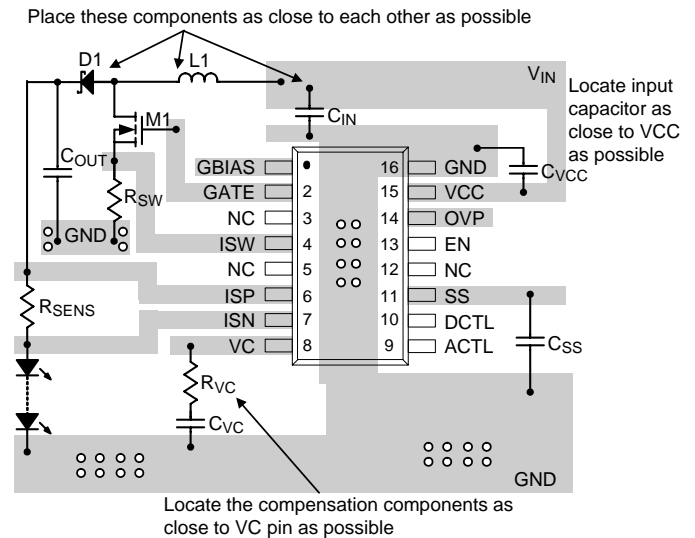 Place these components as close to each other as possible
D1
L1
VIN
CIN
Locate input
capacitor as
close to VCC
as possible
M1
COUT
RSW
GND
CVCC
GBIAS
16 GND
GATE 2
15 VCC
NC 3
14 OVP
ISW 4
13 EN
NC 5
12 NC
ISP 6
11 SS
ISN 7
10 DCTL
VC 8
9 ACTL
RSENS
CSS
RVC
CVC
GND
Locate the compensation components as
close to VC pin as possible